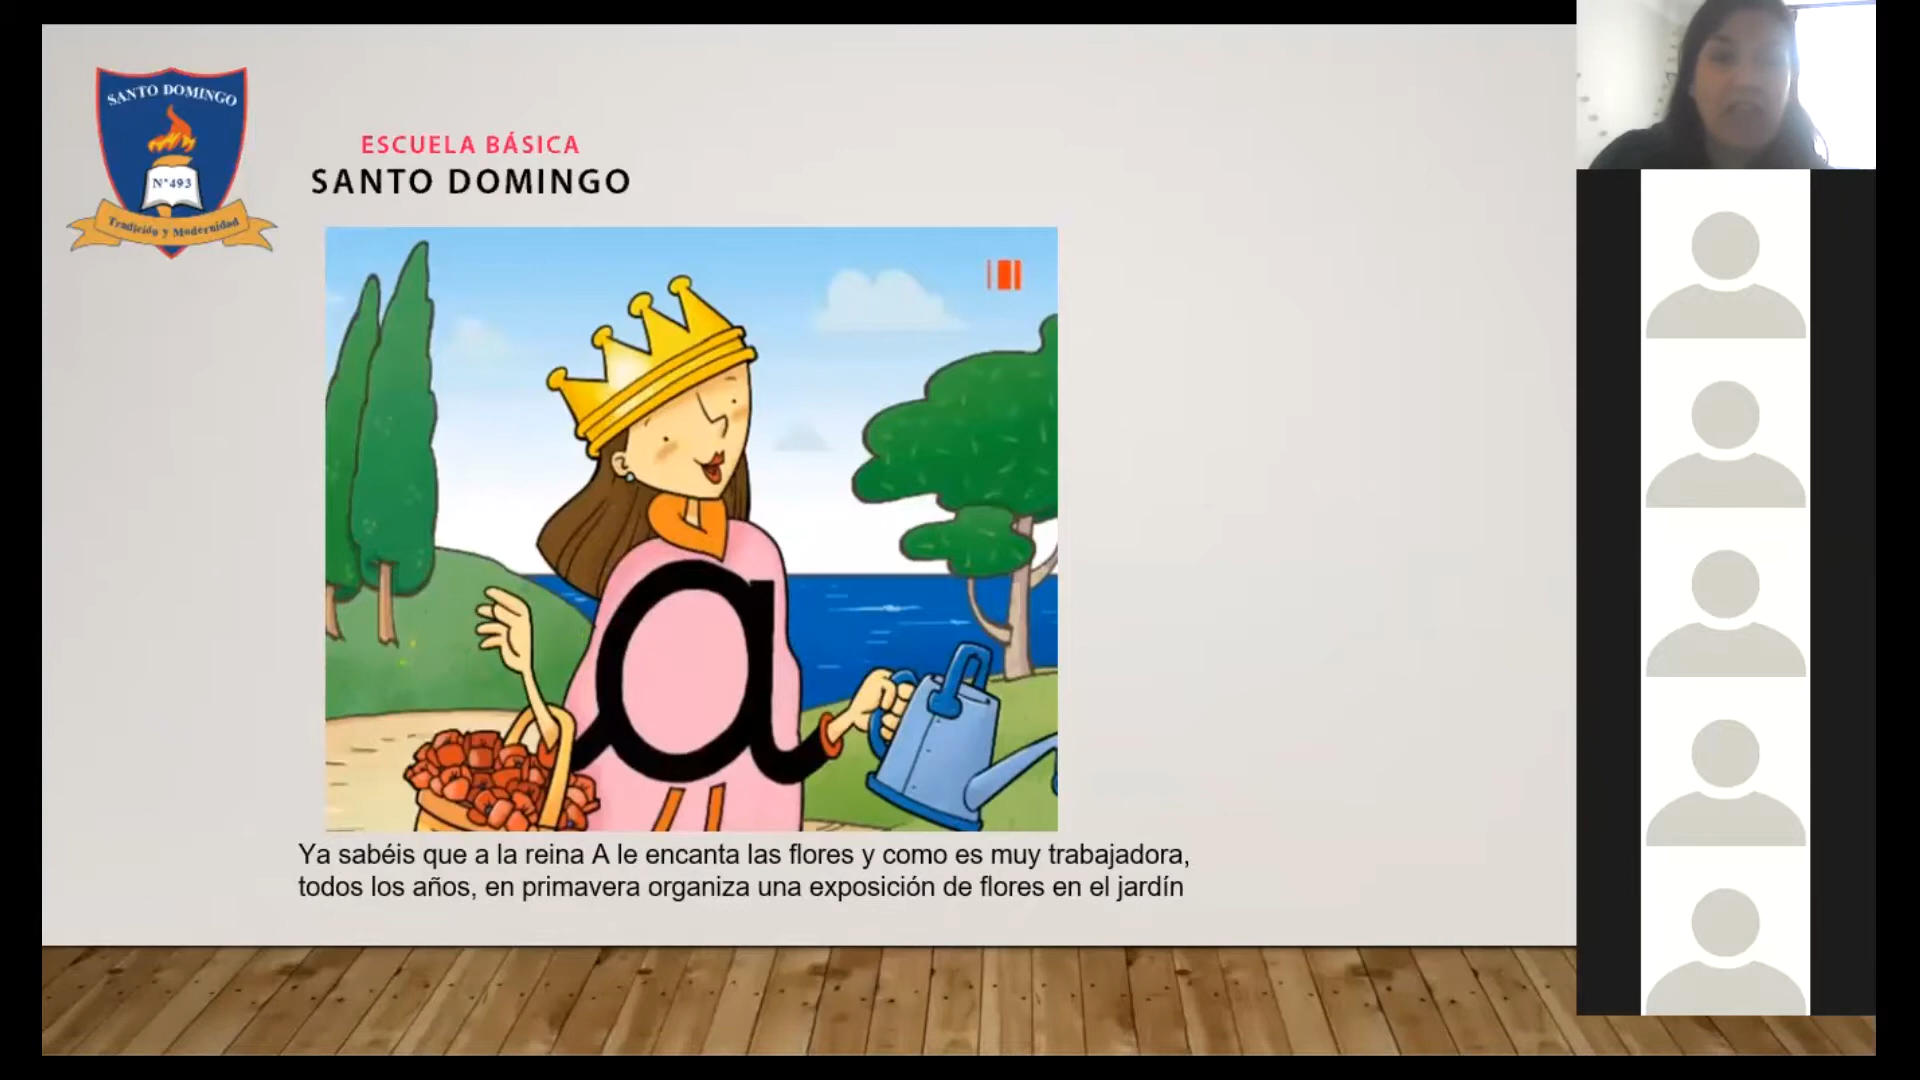 SANTO DOMINGO
N°493
Tradición y Modernidad
ESCUELA BÁSICA
SANTO DOMINGO
a
Ya sabéis que a la reina A le encanta las flores y como es muy trabajadora,
todos los años, en primavera organiza una exposición de flores en el jardín